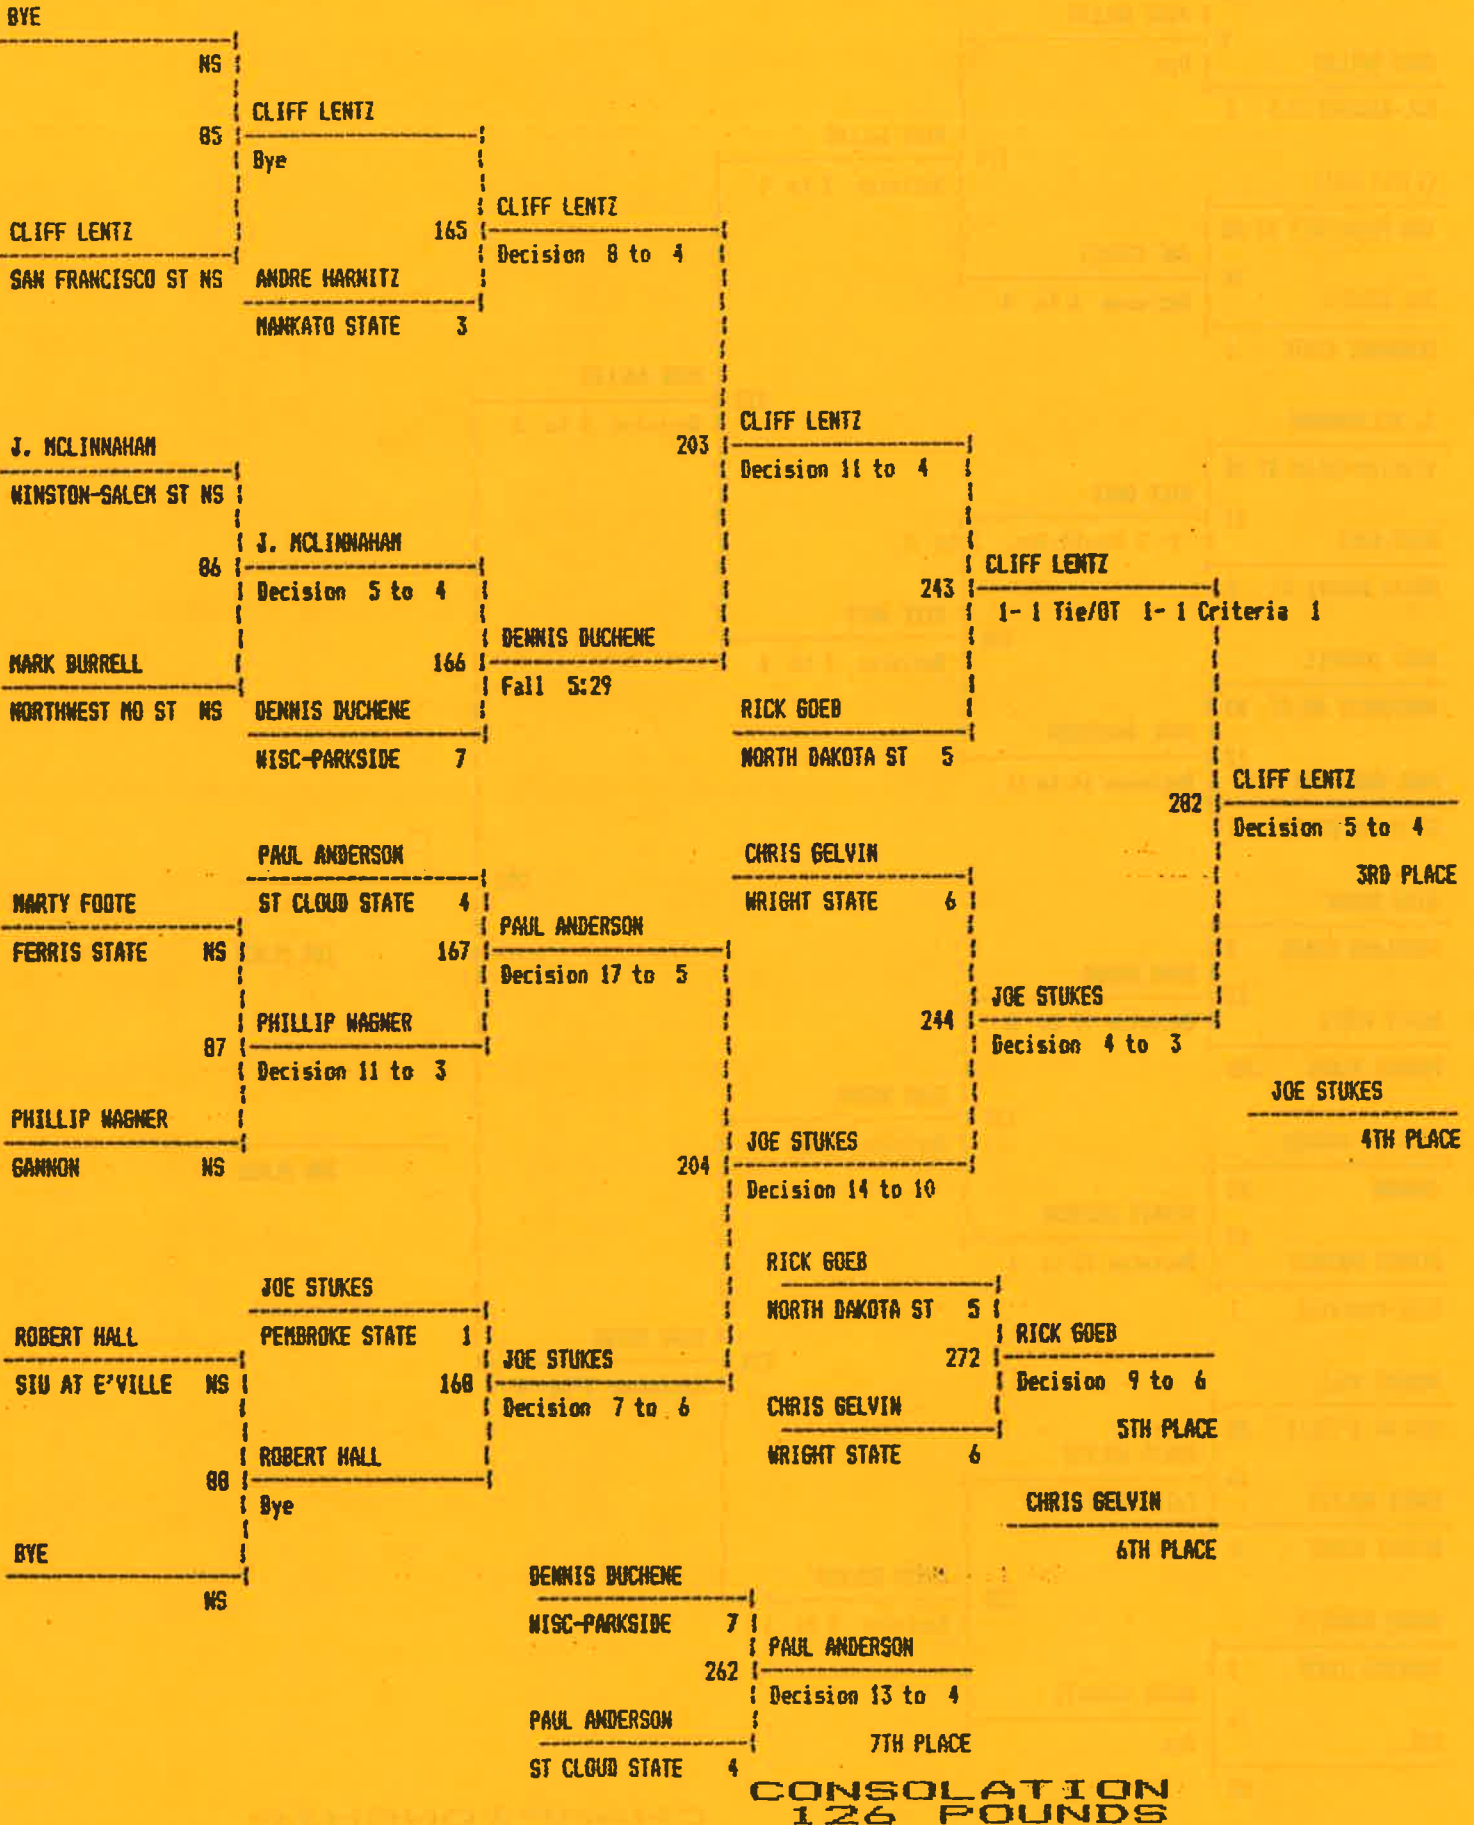 BYE
NS
85
CLIFF LENTZ
Bye
CLIFF LENTZ
SAN FRANCISCO ST NS
165
CLIFF LENTZ
Decision 8 to 4
ANDRE HARNITZ
MANKATO STATE 3
J. MCLINNAHAM
WINSTON-SALEM ST NS
203
CLIFF LENTZ
Decision 11 to 4
86
J. MCLINNAHAM
Decision 5 to 4
243
CLIFF LENTZ
1- 1 Tie/OT 1- 1 Criteria 1
MARK BURRELL
NORTHWEST MO ST NS
166
DENNIS DUCHENE
Fall 5:29
DENNIS DUCHENE
WISC-PARKSIDE 7
RICK GOEB
NORTH DAKOTA ST 5
282
CLIFF LENTZ
Decision 5 to 4
3RD PLACE
PAUL ANDERSON
ST CLOUD STATE 4
CHRIS GELVIN
WRIGHT STATE 6
MARTY FOOTE
FERRIS STATE NS
167
PAUL ANDERSON
Decision 17 to 5
87
PHILLIP WAGNER
Decision 11 to 3
244
JOE STUKES
Decision 4 to 3
JOE STUKES
4TH PLACE
PHILLIP WAGNER
GANNON NS
204
JOE STUKES
Decision 14 to 10
JOE STUKES
PEMBROKE STATE 1
RICK GOEB
NORTH DAKOTA ST 5
ROBERT HALL
SIU AT E'VILLE NS
168
JOE STUKES
Decision 7 to 6
272
RICK GOEB
Decision 9 to 6
5TH PLACE
CHRIS GELVIN
WRIGHT STATE 6
88
ROBERT HALL
Bye
CHRIS GELVIN
6TH PLACE
BYE
NS
DENNIS DUCHENE
WISC-PARKSIDE 7
262
PAUL ANDERSON
Decision 13 to 4
7TH PLACE
PAUL ANDERSON
ST CLOUD STATE 4
CONSOLATION
126 POUNDS